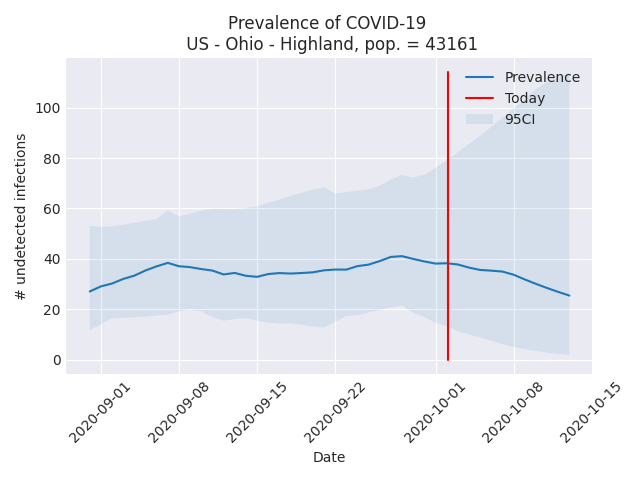 Prevalence of COVID-19
US - Ohio - Highland, pop. = 43161
Prevalence
Today
95CI
# undetected infections
100
80
60
40
20
0
2020-09-01
2020-09-08
2020-09-15
2020-09-22
2020-10-01
2020-10-08
2020-10-15
Date